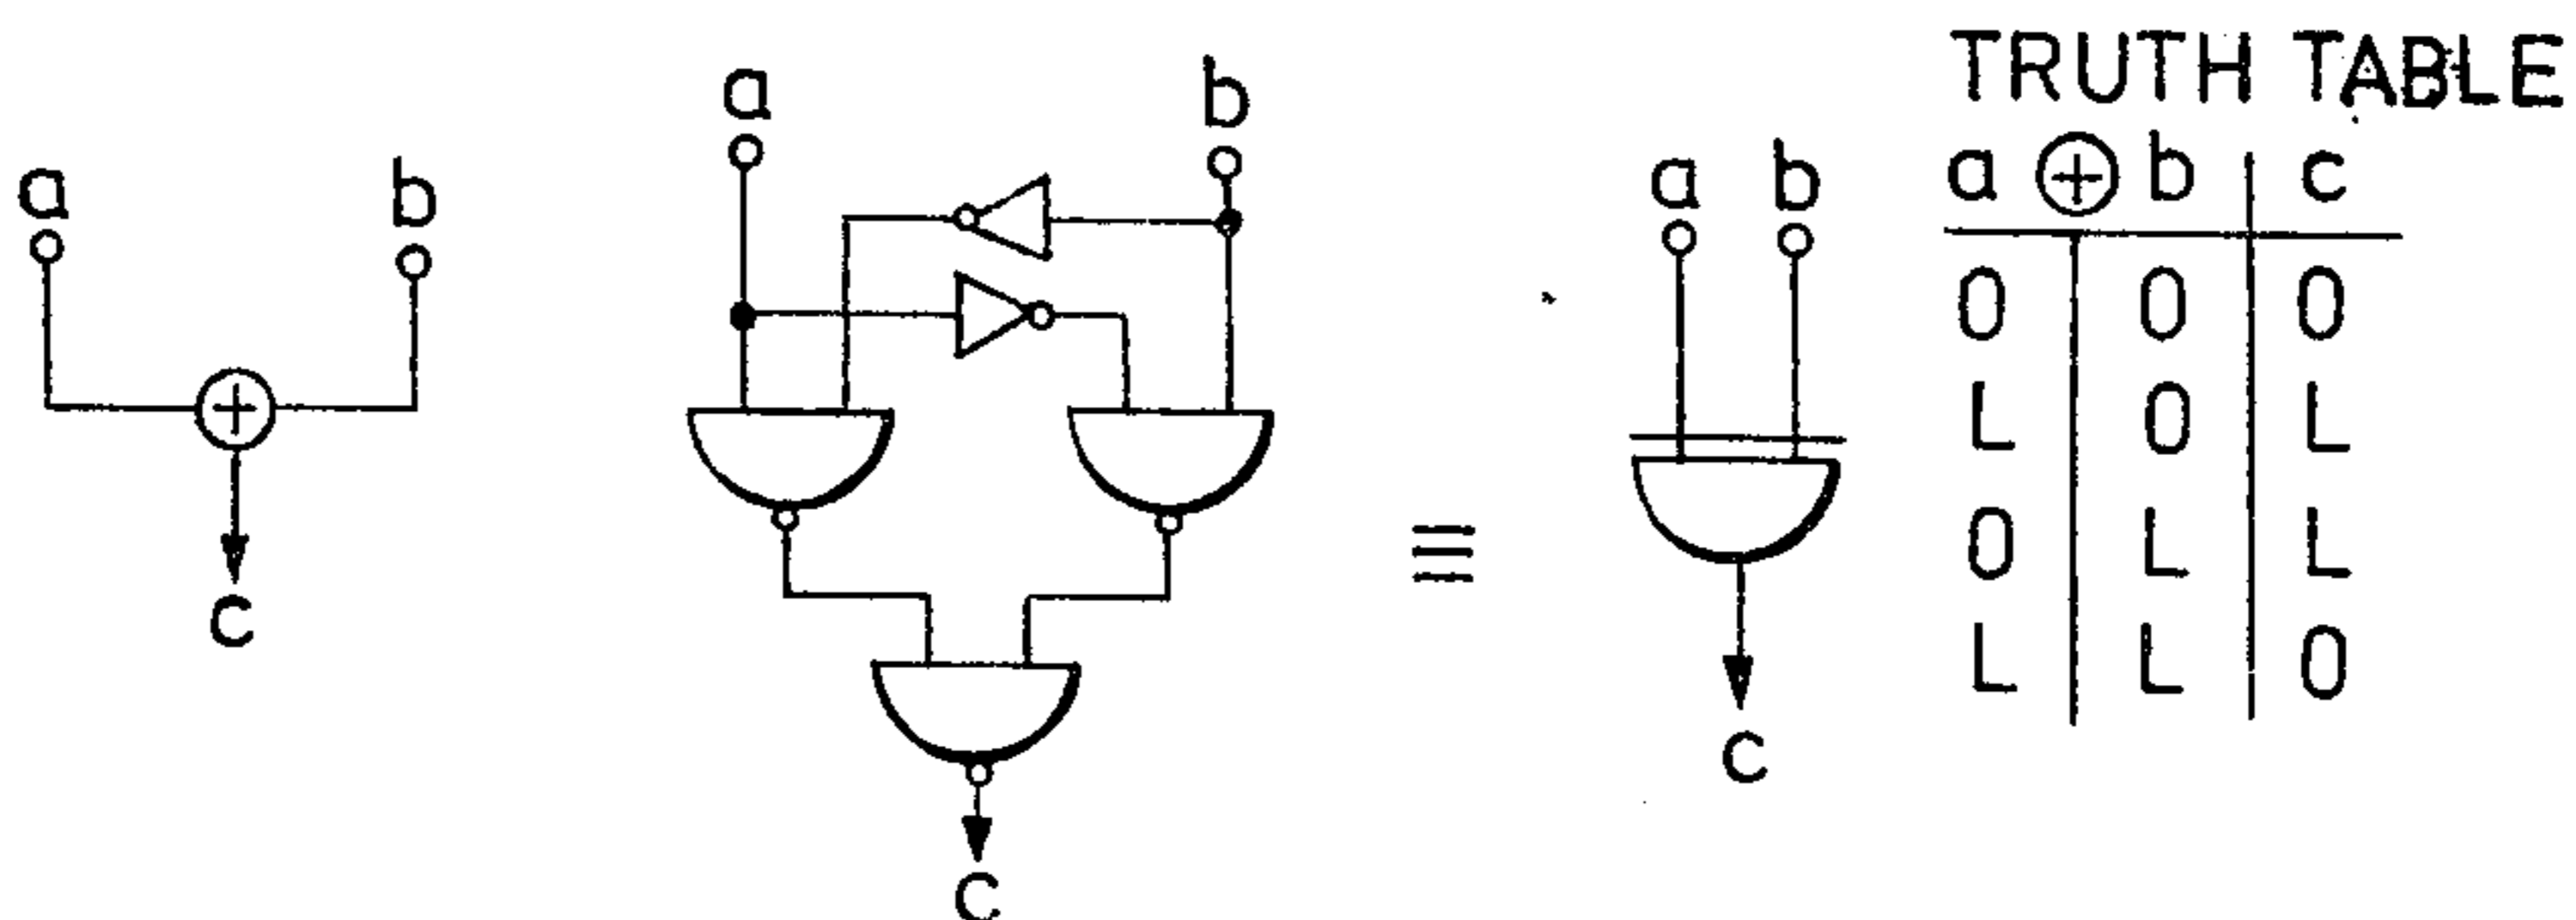 a b
c
a b
c
≡
a b
c
TRUTH TABLE
a ⊕ b c
0 0 0
L 0 L
0 L L
L L 0